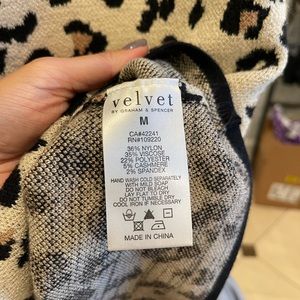 velvet
BY GRAHAM & SPENCER
M
CA#42241
RN#109220
36% NYLON
35% VISCOSE
22% POLYESTER
5% CASHMERE
2% SPANDEX
HAND WASH COLD SEPARATELY
WITH MILD SOAP
DO NOT BLEACH
LAY FLAT TO DRY
DO NOT TUMBLE DRY
COOL IRON IF NECESSARY
MADE IN CHINA